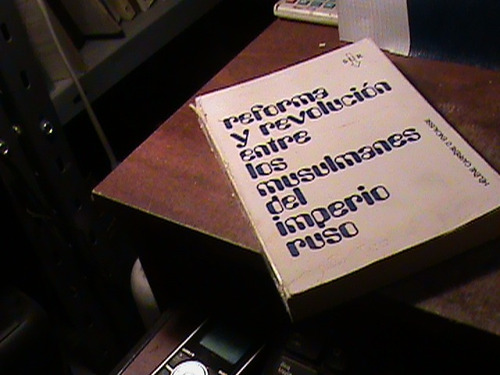 reforma
y revolución
entre
los
musulmanes
del
imperio
ruso